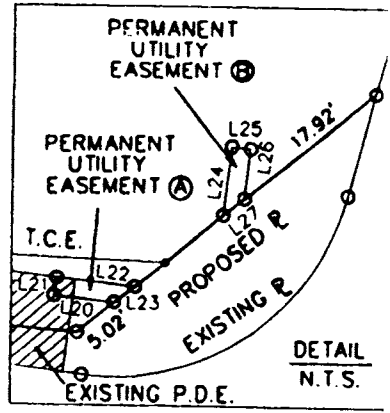 PERMANENT
UTILITY
EASEMENT Ⓑ
L25
17.92'
L24
L26
PERMANENT
UTILITY
EASEMENT Ⓐ
L27
T.C.E.
L22
L21
L20
L23
5.02'
PROPOSED ⅊
EXISTING ⅊
DETAIL
N.T.S.
EXISTING P.D.E.